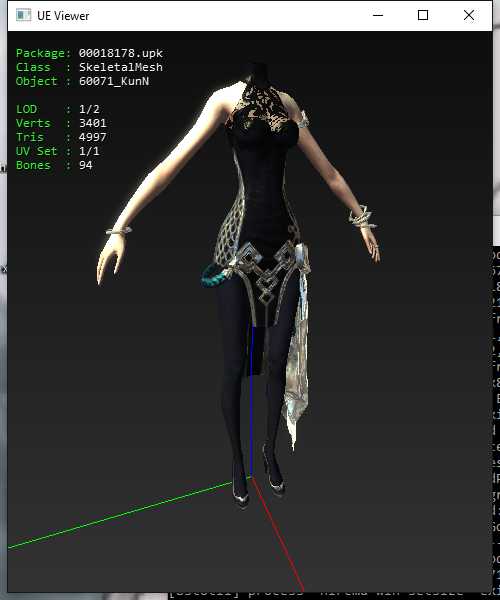 UE Viewer
Package: 00018178.upk
Class : SkeletalMesh
Object : 60071_KunN
LOD : 1/2
Verts : 3401
Tris : 4997
UV Set : 1/1
Bones : 94